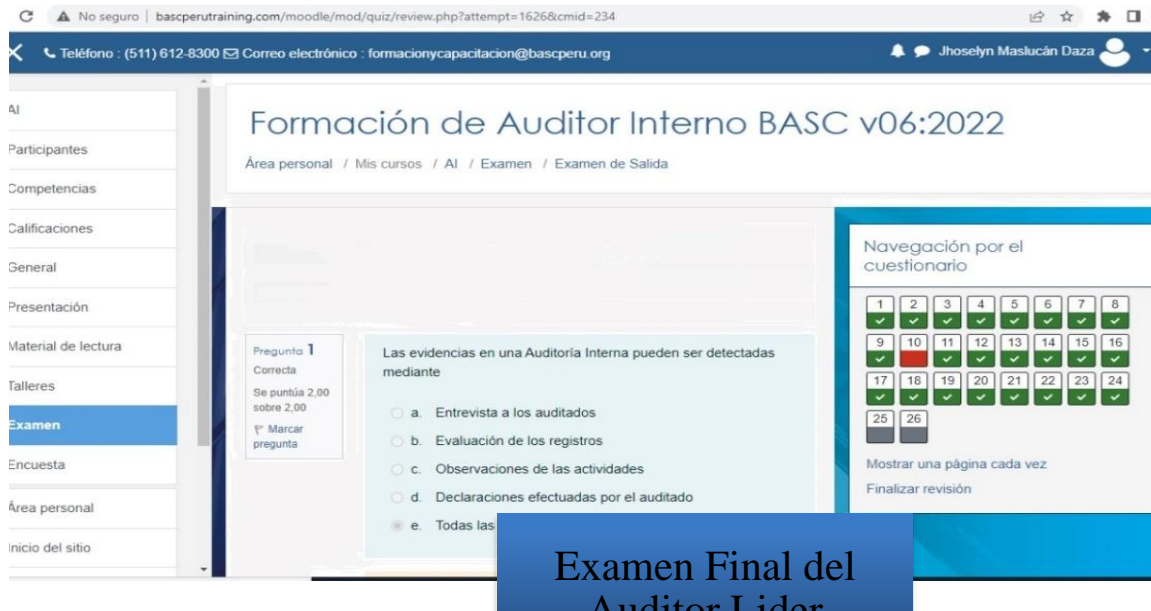 No seguro | bascperutraining.com/moodle/mod/quiz/review.php?attempt=1626&cmid=234
Teléfono : (511) 612-8300 Correo electrónico : formacionycapacitacion@bascperu.org
Jhoselyn Maslucán Daza
AI
Participantes
Competencias
Calificaciones
General
Presentación
Material de lectura
Talleres
Examen
Encuesta
Área personal
Inicio del sitio
Formación de Auditor Interno BASC v06:2022
Área personal / Mis cursos / AI / Examen / Examen de Salida
Pregunta 1
Correcta
Se puntúa 2,00
sobre 2,00
Marcar
pregunta
Las evidencias en una Auditoría Interna pueden ser detectadas
mediante
a. Entrevista a los auditados
b. Evaluación de los registros
c. Observaciones de las actividades
d. Declaraciones efectuadas por el auditado
e. Todas las
Navegación por el
cuestionario
1 2 3 4 5 6 7 8
9 10 11 12 13 14 15 16
17 18 19 20 21 22 23 24
25 26
Mostrar una página cada vez
Finalizar revisión
Examen Final del
Auditor Lider